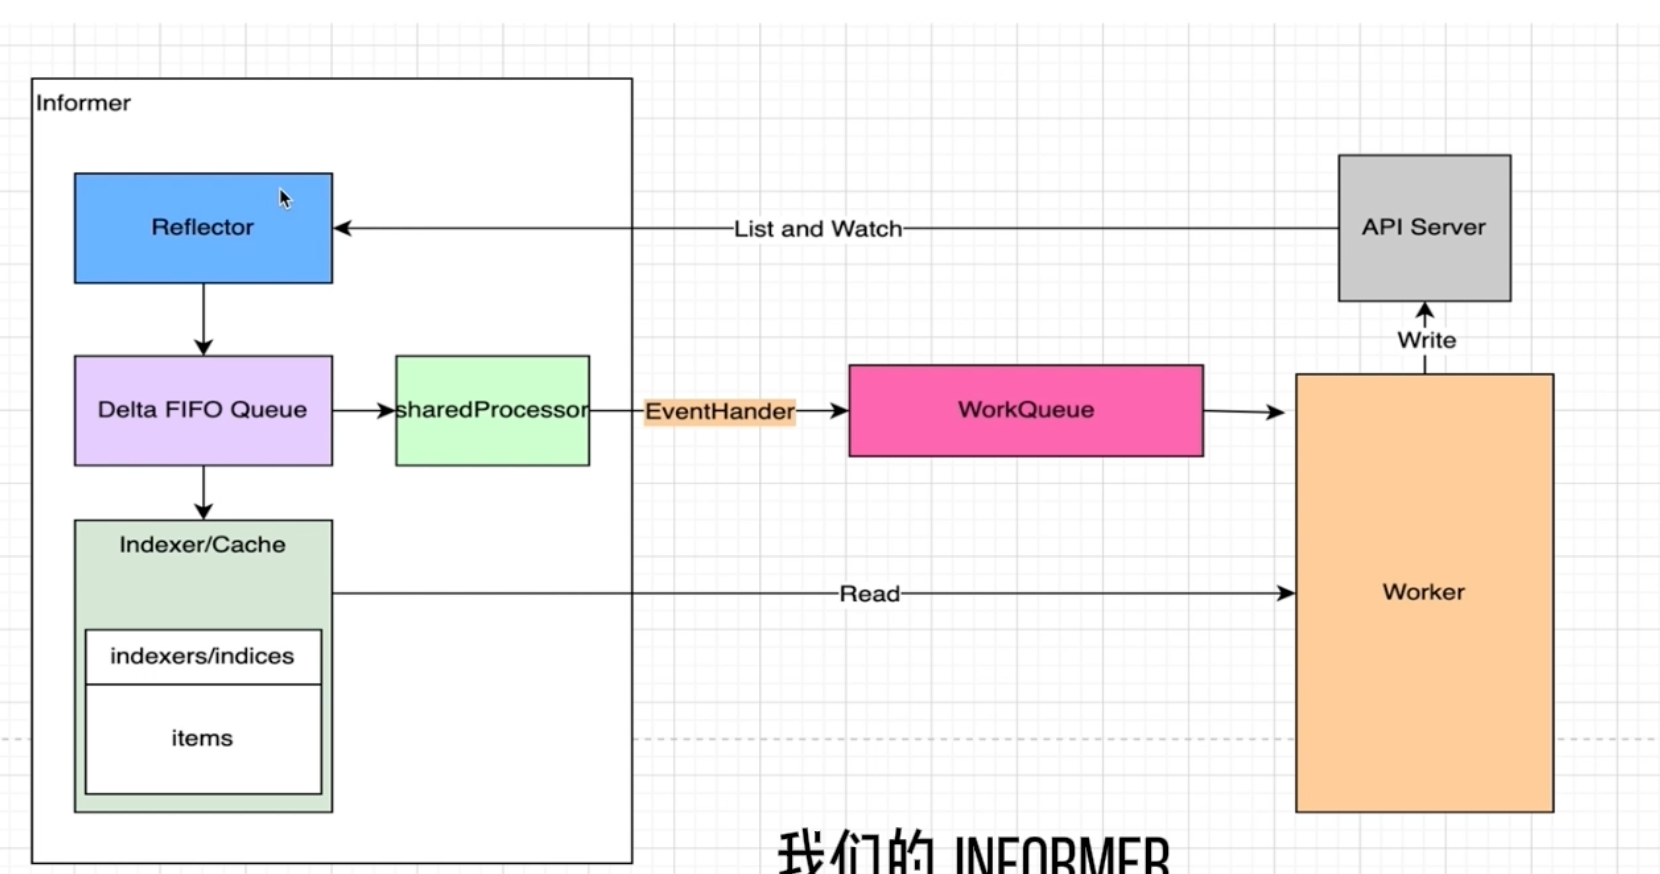 Informer
Reflector
List and Watch
API Server
Write
Delta FIFO Queue
sharedProcessor
EventHander
WorkQueue
Indexer/Cache
Read
Worker
indexers/indices
items
我们的 INFORMER